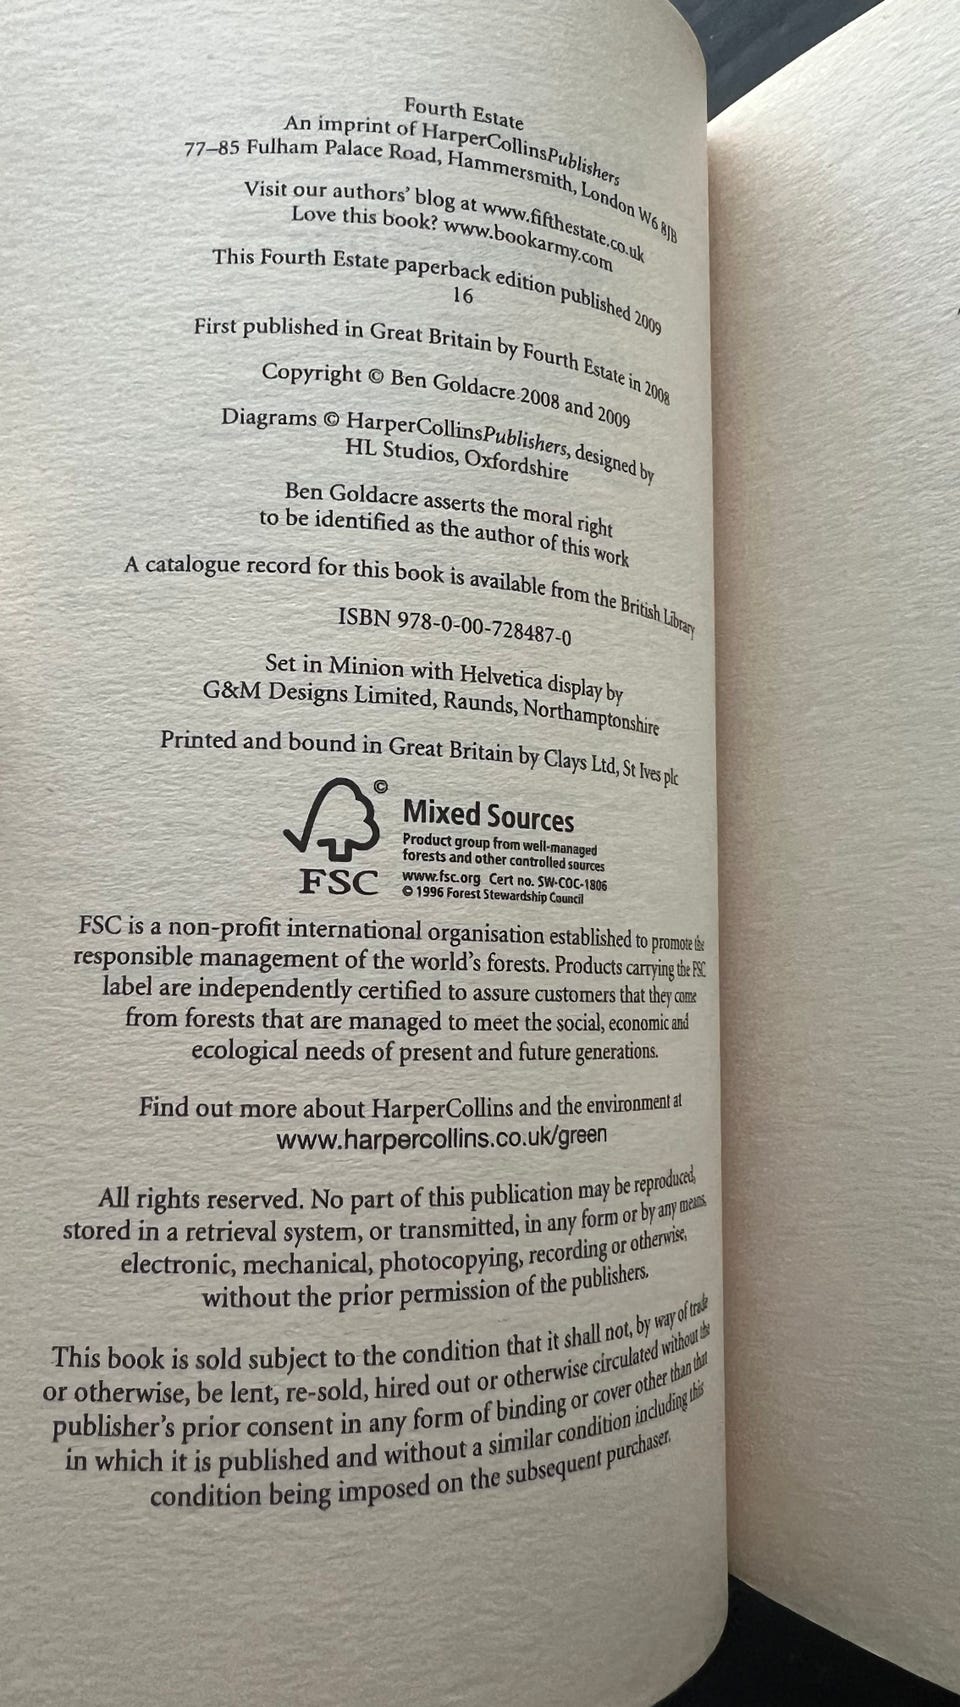 Fourth Estate
An imprint of HarperCollinsPublishers
77–85 Fulham Palace Road, Hammersmith, London W6 8JB
Visit our authors’ blog at www.fifthestate.co.uk
Love this book? www.bookarmy.com
This Fourth Estate paperback edition published 2009
16
First published in Great Britain by Fourth Estate in 2008
Copyright © Ben Goldacre 2008 and 2009
Diagrams © HarperCollinsPublishers, designed by
HL Studios, Oxfordshire
Ben Goldacre asserts the moral right
to be identified as the author of this work
A catalogue record for this book is available from the British Library
ISBN 978-0-00-728487-0
Set in Minion with Helvetica display by
G&M Designs Limited, Raunds, Northamptonshire
Printed and bound in Great Britain by Clays Ltd, St Ives plc
©
FSC
Mixed Sources
Product group from well-managed
forests and other controlled sources
www.fsc.org Cert no. SW-COC-1806
© 1996 Forest Stewardship Council
FSC is a non-profit international organisation established to promote the
responsible management of the world’s forests. Products carrying the FSC
label are independently certified to assure customers that they come
from forests that are managed to meet the social, economic and
ecological needs of present and future generations.
Find out more about HarperCollins and the environment at
www.harpercollins.co.uk/green
All rights reserved. No part of this publication may be reproduced,
stored in a retrieval system, or transmitted, in any form or by any means,
electronic, mechanical, photocopying, recording or otherwise,
without the prior permission of the publishers.
This book is sold subject to the condition that it shall not, by way of trade
or otherwise, be lent, re-sold, hired out or otherwise circulated without the
publisher’s prior consent in any form of binding or cover other than that
in which it is published and without a similar condition including this
condition being imposed on the subsequent purchaser.